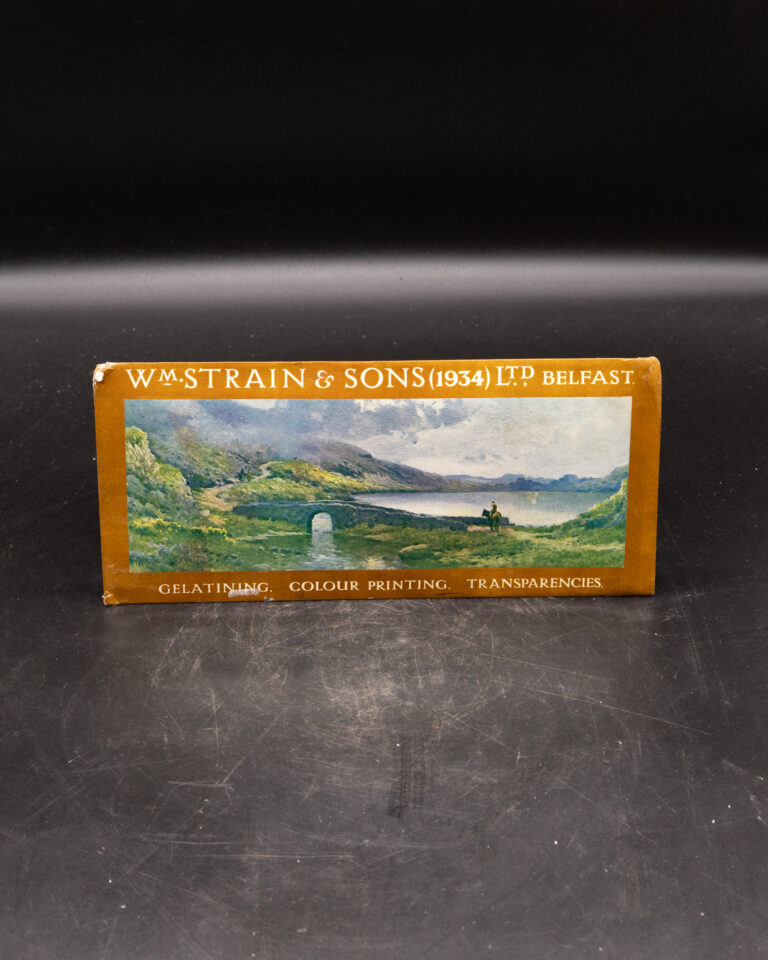 Wm. STRAIN & SONS (1934) LTD. BELFAST.
GELATINING. COLOUR PRINTING. TRANSPARENCIES.